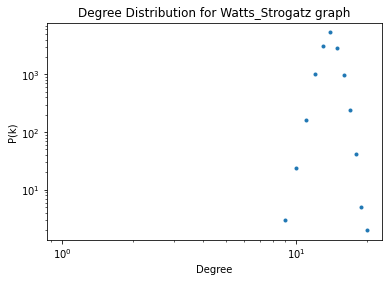 Degree Distribution for Watts_Strogatz graph
P(k)
10³
10²
10¹
10⁰ 10¹
Degree